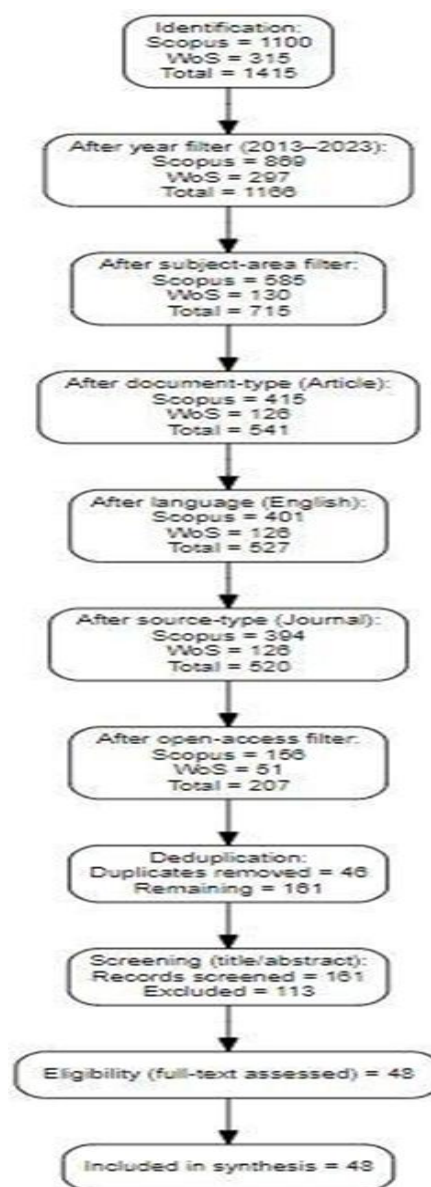 Identification:
Scopus = 1100
WoS = 315
Total = 1415
After year filter (2013–2023):
Scopus = 869
WoS = 297
Total = 1166
After subject-area filter:
Scopus = 585
WoS = 130
Total = 715
After document-type (Article):
Scopus = 415
WoS = 126
Total = 541
After language (English):
Scopus = 401
WoS = 126
Total = 527
After source-type (Journal):
Scopus = 394
WoS = 126
Total = 520
After open-access filter:
Scopus = 156
WoS = 51
Total = 207
Deduplication:
Duplicates removed = 46
Remaining = 161
Screening (title/abstract):
Records screened = 161
Excluded = 113
Eligibility (full-text assessed) = 48
Included in synthesis = 48